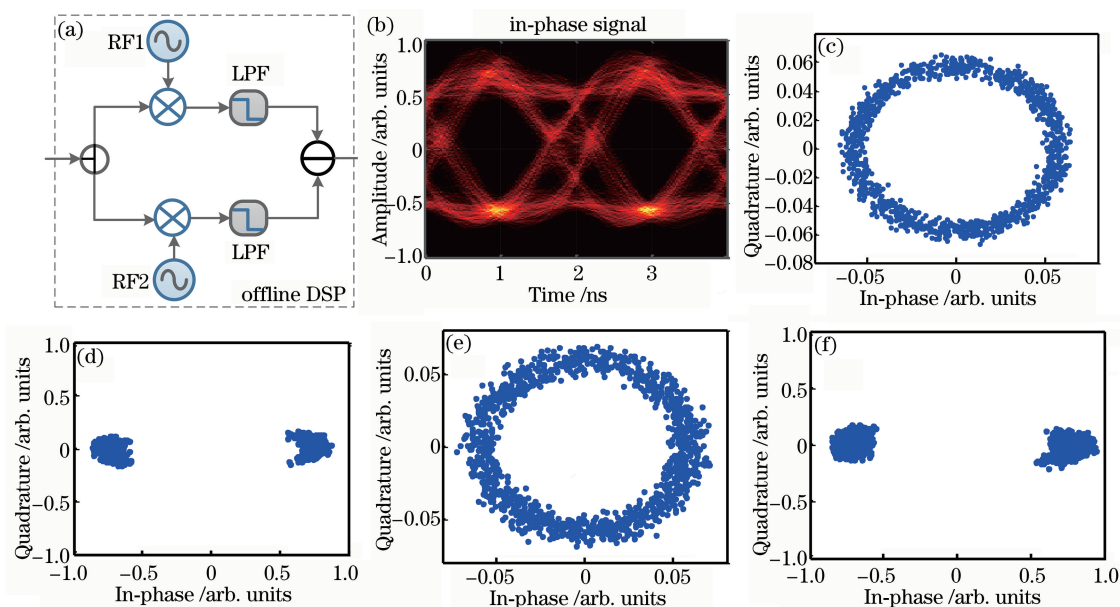 (a)
RF1
LPF
LPF
RF2
offline DSP
(b)
in-phase signal
Amplitude /arb. units
1.0
0.5
0
−0.5
−1.0
0
1
2
3
Time /ns
(c)
Quadrature /arb. units
0.06
0.04
0.02
0
−0.02
−0.04
−0.06
−0.08
−0.05
0
0.05
In-phase /arb. units
(d)
Quadrature /arb. units
1.0
0.5
0
−0.5
−1.0
−1.0
−0.5
0
0.5
1.0
In-phase /arb. units
(e)
Quadrature /arb. units
0.05
0
−0.05
−0.05
0
0.05
In-phase /arb. units
(f)
Quadrature /arb. units
1.0
0.5
0
−0.5
−1.0
−1.0
−0.5
0
0.5
1.0
In-phase /arb. units